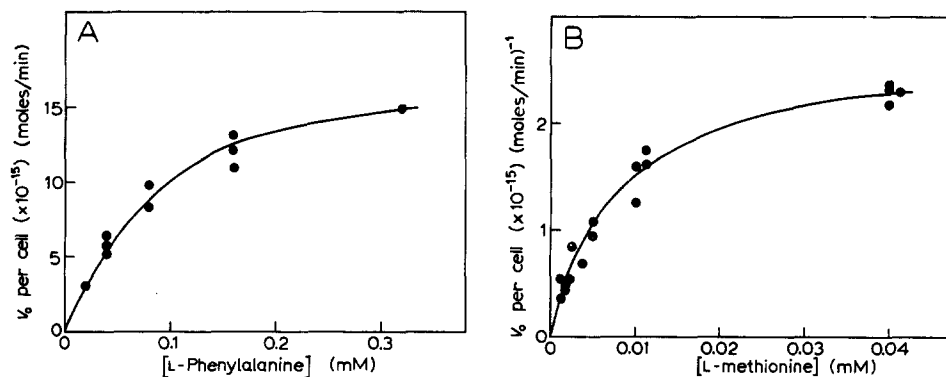 A
V₀ per cell (×10⁻¹⁵) (moles/min)
15
10
5
0
0
0.1
0.2
0.3
[L-Phenylalanine] (mM)
B
V₀ per cell (×10⁻¹⁵) (moles/min)⁻¹
2
1
0
0
0.01
0.02
0.03
0.04
[L-methionine] (mM)